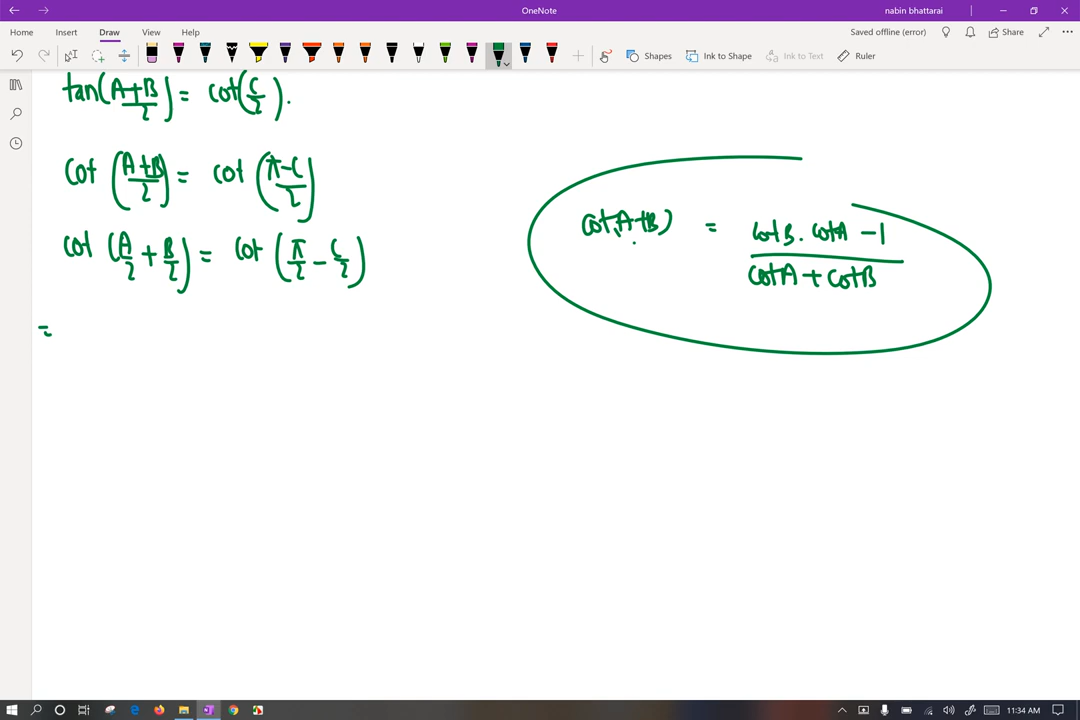 OneNote
nabin bhattarai
Home Insert Draw View Help
Saved offline (error)
Share
Shapes
Ink to Shape
Ink to Text
Ruler
tan(A+B/2) = cot(C/2).
cot(A+B/2) = cot(π-C/2)
cot(A/2 + B/2) = cot(π/2 - C/2)
=
cot(A+B) = cotB . cotA - 1 / cotA + cotB
11:34 AM